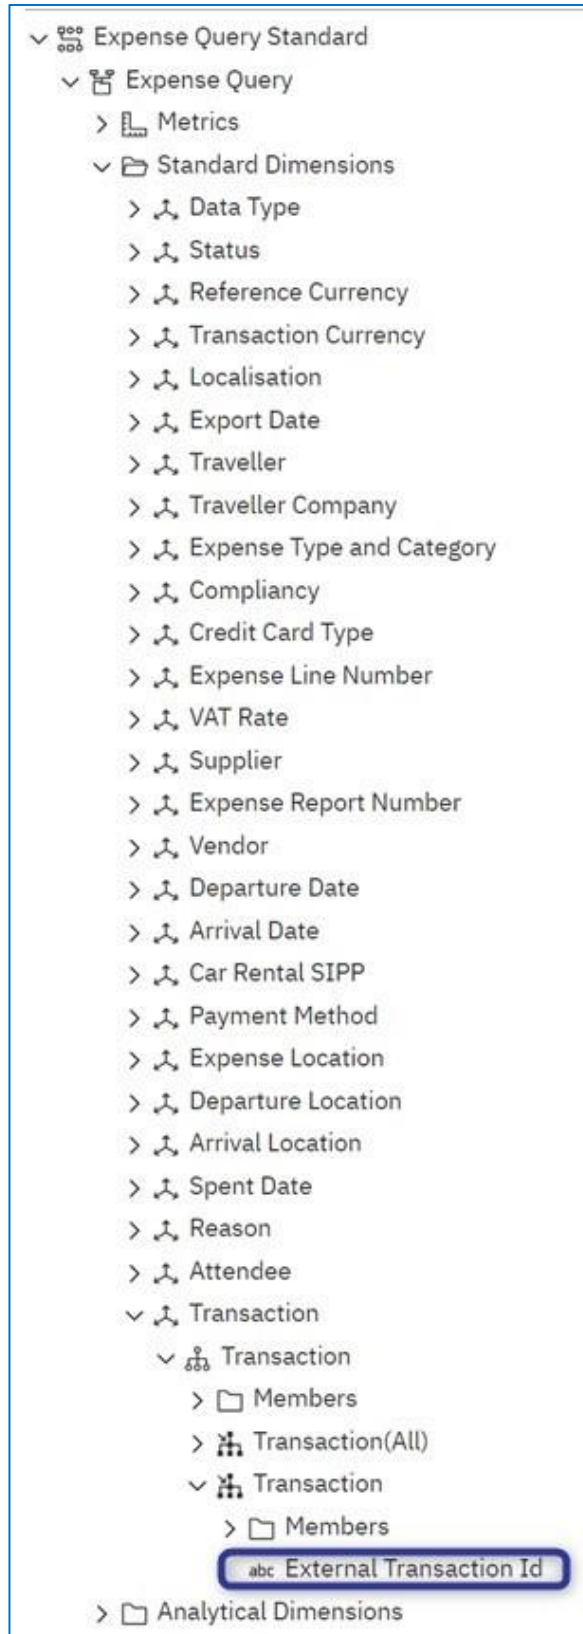 Expense Query Standard
Expense Query
Metrics
Standard Dimensions
Data Type
Status
Reference Currency
Transaction Currency
Localisation
Export Date
Traveller
Traveller Company
Expense Type and Category
Compliancy
Credit Card Type
Expense Line Number
VAT Rate
Supplier
Expense Report Number
Vendor
Departure Date
Arrival Date
Car Rental SIPP
Payment Method
Expense Location
Departure Location
Arrival Location
Spent Date
Reason
Attendee
Transaction
Transaction
Members
Transaction(All)
Transaction
Members
abc External Transaction Id
Analytical Dimensions